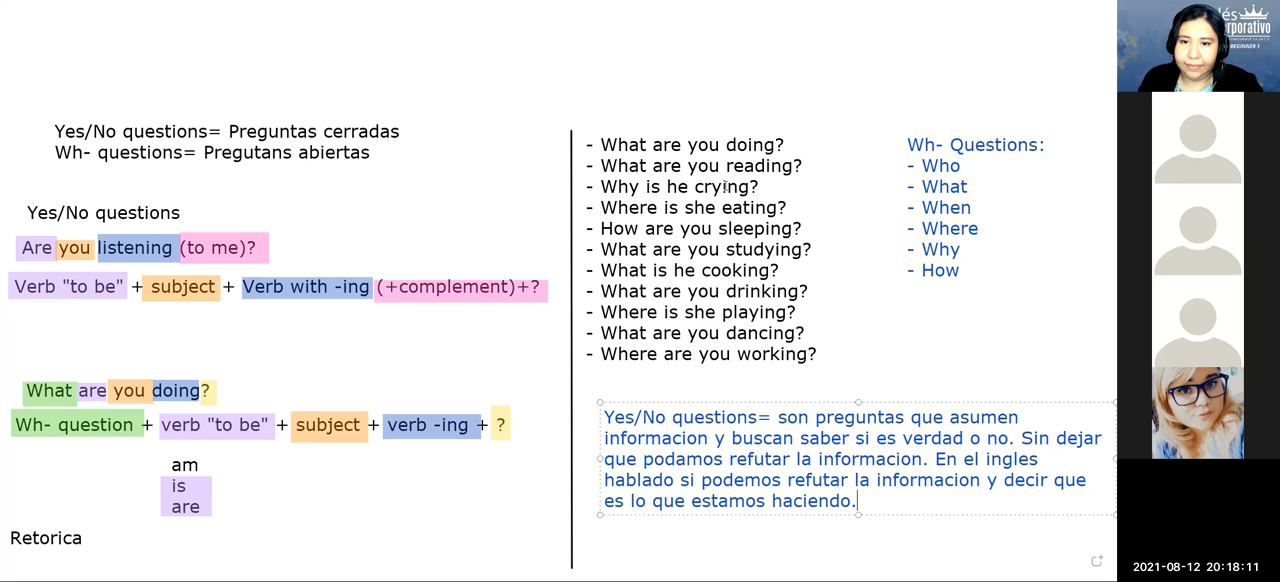 Yes/No questions= Preguntas cerradas
Wh- questions= Pregutans abiertas
Yes/No questions
Are you listening (to me)?
Verb "to be" + subject + Verb with -ing (+complement)+?
What are you doing?
Wh- question + verb "to be" + subject + verb -ing + ?
am
is
are
Retorica
- What are you doing?
- What are you reading?
- Why is he crying?
- Where is she eating?
- How are you sleeping?
- What are you studying?
- What is he cooking?
- What are you drinking?
- Where is she playing?
- What are you dancing?
- Where are you working?
Wh- Questions:
- Who
- What
- When
- Where
- Why
- How
Yes/No questions= son preguntas que asumen
informacion y buscan saber si es verdad o no. Sin dejar
que podamos refutar la informacion. En el ingles
hablado si podemos refutar la informacion y decir que
es lo que estamos haciendo.
BEGINNER 1
2021-08-12 20:18:11